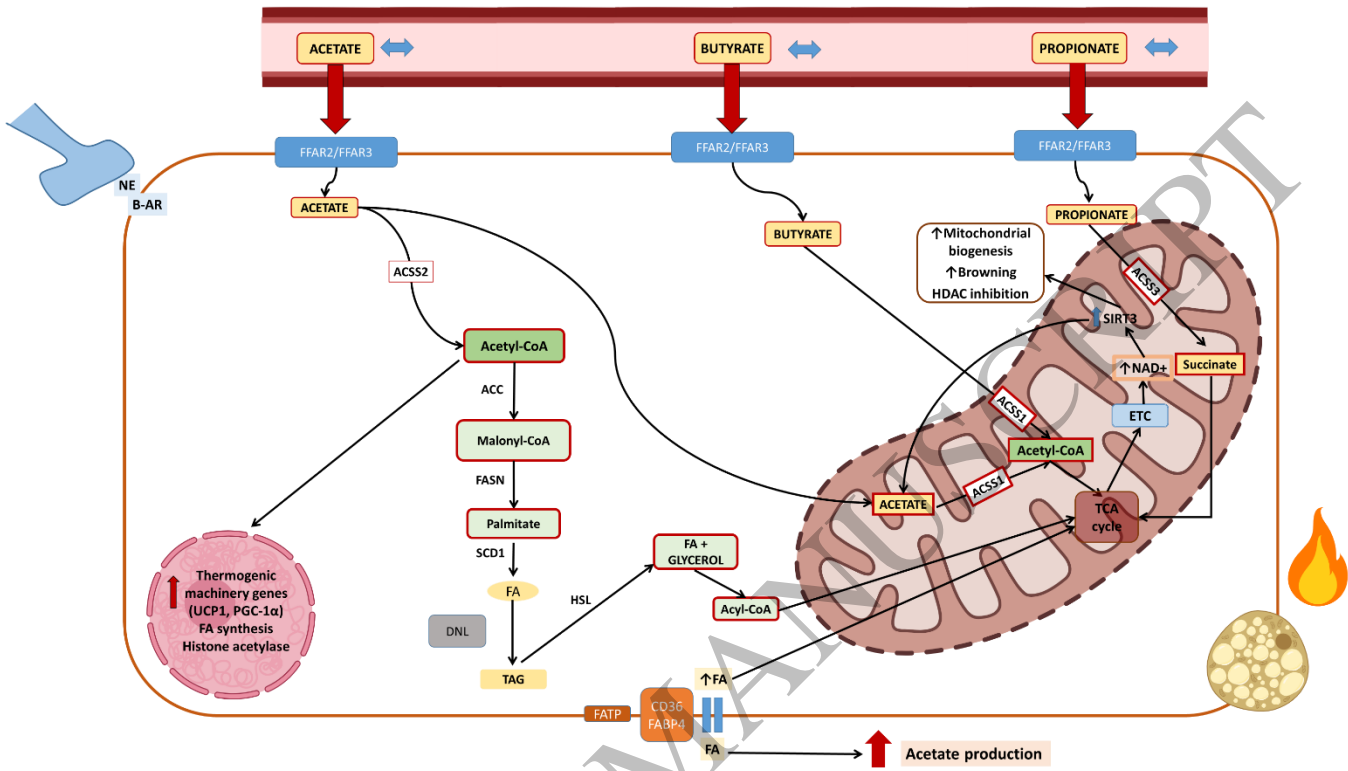 ACETATE
BUTYRATE
PROPIONATE
FFAR2/FFAR3
FFAR2/FFAR3
FFAR2/FFAR3
NE
B-AR
ACETATE
BUTYRATE
PROPIONATE
ACSS2
↑Mitochondrial
biogenesis
↑Browning
HDAC inhibition
ACSS3
SIRT3
↑NAD+
Succinate
ETC
Acetyl-CoA
ACC
Malonyl-CoA
FASN
Palmitate
SCD1
FA
DNL
TAG
HSL
FA +
GLYCEROL
Acyl-CoA
ACSS1
Acetyl-CoA
ACSS1
ACETATE
TCA
cycle
Thermogenic
machinery genes
(UCP1, PGC-1α)
FA synthesis
Histone acetylase
↑FA
FATP
CD36
FABP4
FA
Acetate production
MANUSCRIPT